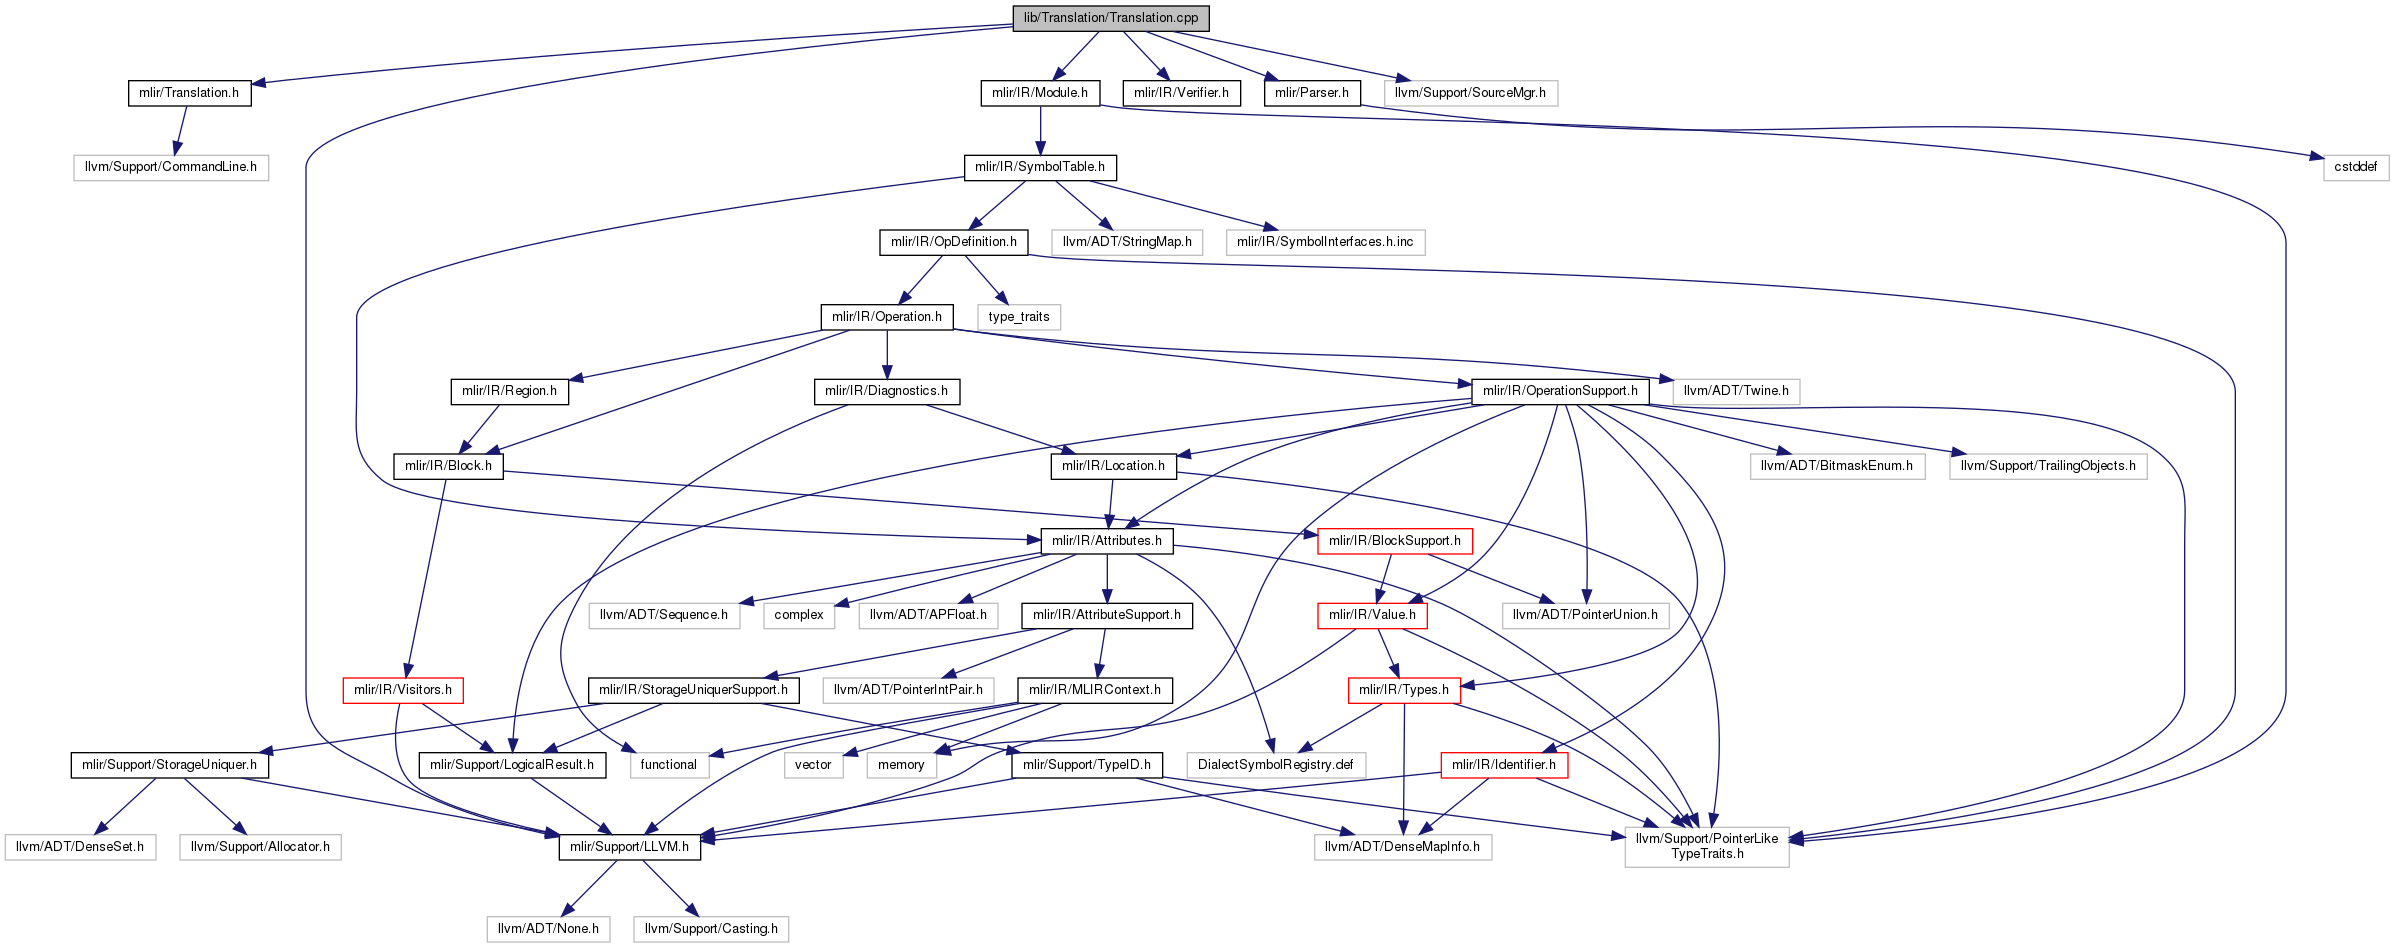 lib/Translation/Translation.cpp
mlir/Translation.h
mlir/IR/Module.h
mlir/IR/Verifier.h
mlir/Parser.h
llvm/Support/SourceMgr.h
llvm/Support/CommandLine.h
mlir/IR/SymbolTable.h
cstddef
mlir/IR/OpDefinition.h
llvm/ADT/StringMap.h
mlir/IR/SymbolInterfaces.h.inc
mlir/IR/Operation.h
type_traits
mlir/IR/Region.h
mlir/IR/Diagnostics.h
mlir/IR/OperationSupport.h
llvm/ADT/Twine.h
mlir/IR/Block.h
mlir/IR/Location.h
llvm/ADT/BitmaskEnum.h
llvm/Support/TrailingObjects.h
mlir/IR/Attributes.h
mlir/IR/BlockSupport.h
llvm/ADT/Sequence.h
complex
llvm/ADT/APFloat.h
mlir/IR/AttributeSupport.h
mlir/IR/Value.h
llvm/ADT/PointerUnion.h
mlir/IR/Visitors.h
mlir/IR/StorageUniquerSupport.h
llvm/ADT/PointerIntPair.h
mlir/IR/MLIRContext.h
mlir/IR/Types.h
mlir/Support/StorageUniquer.h
mlir/Support/LogicalResult.h
functional
vector
memory
mlir/Support/TypeID.h
DialectSymbolRegistry.def
mlir/IR/Identifier.h
llvm/ADT/DenseSet.h
llvm/Support/Allocator.h
mlir/Support/LLVM.h
llvm/ADT/DenseMapInfo.h
llvm/Support/PointerLike
TypeTraits.h
llvm/ADT/None.h
llvm/Support/Casting.h